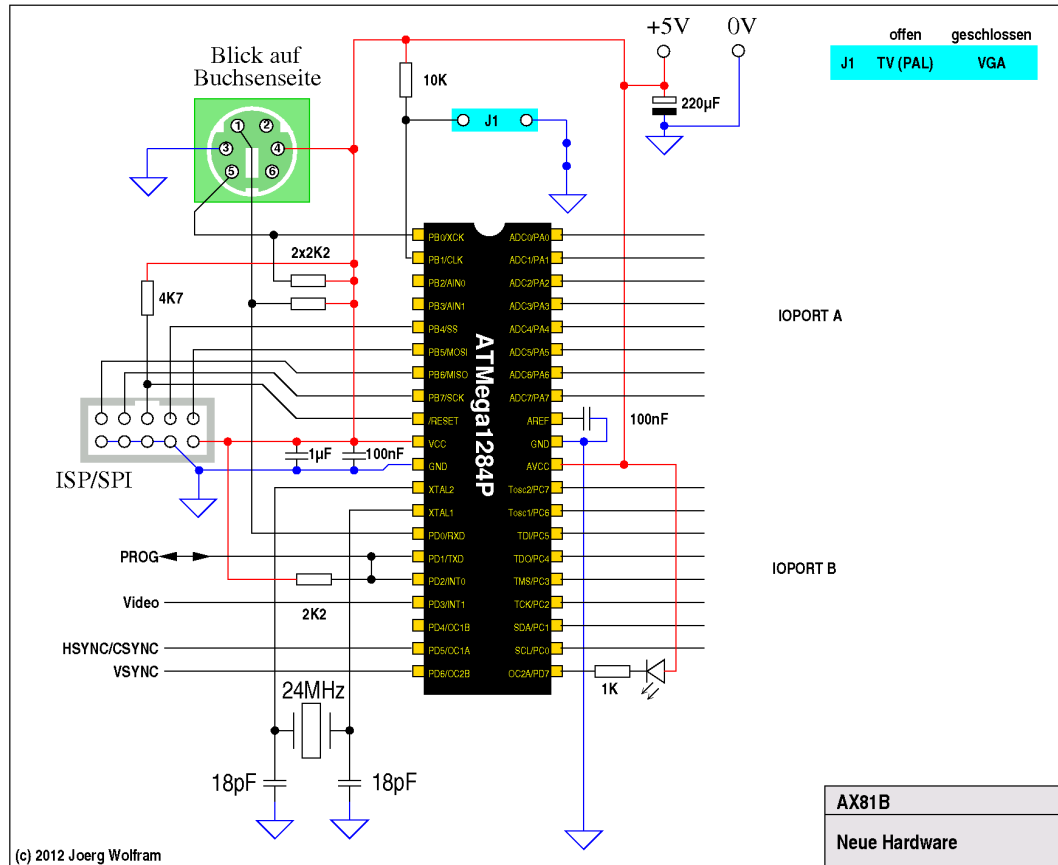 +5V
0V
offen
geschlossen
J1
TV (PAL)
VGA
Blick auf
Buchsenseite
10K
220µF
J1
1
2
3
4
5
6
2x2K2
4K7
PB0/XCK
PB1/CLK
PB2/AIN0
PB3/AIN1
PB4/SS
PB5/MOSI
PB6/MISO
PB7/SCK
/RESET
VCC
GND
XTAL2
XTAL1
PD0/RXD
PD1/TXD
PD2/INT0
PD3/INT1
PD4/OC1B
PD5/OC1A
PD6/OC2B
ATMega1284P
ADC0/PA0
ADC1/PA1
ADC2/PA2
ADC3/PA3
ADC4/PA4
ADC5/PA5
ADC6/PA6
ADC7/PA7
AREF
GND
AVCC
Tosc2/PC7
Tosc1/PC6
TDI/PC5
TDO/PC4
TMS/PC3
TCK/PC2
SDA/PC1
SCL/PC0
OC2A/PD7
IOPORT A
100nF
1µF
100nF
ISP/SPI
PROG
IOPORT B
2K2
Video
HSYNC/CSYNC
VSYNC
1K
24MHz
18pF
18pF
AX81B
Neue Hardware
(c) 2012 Joerg Wolfram